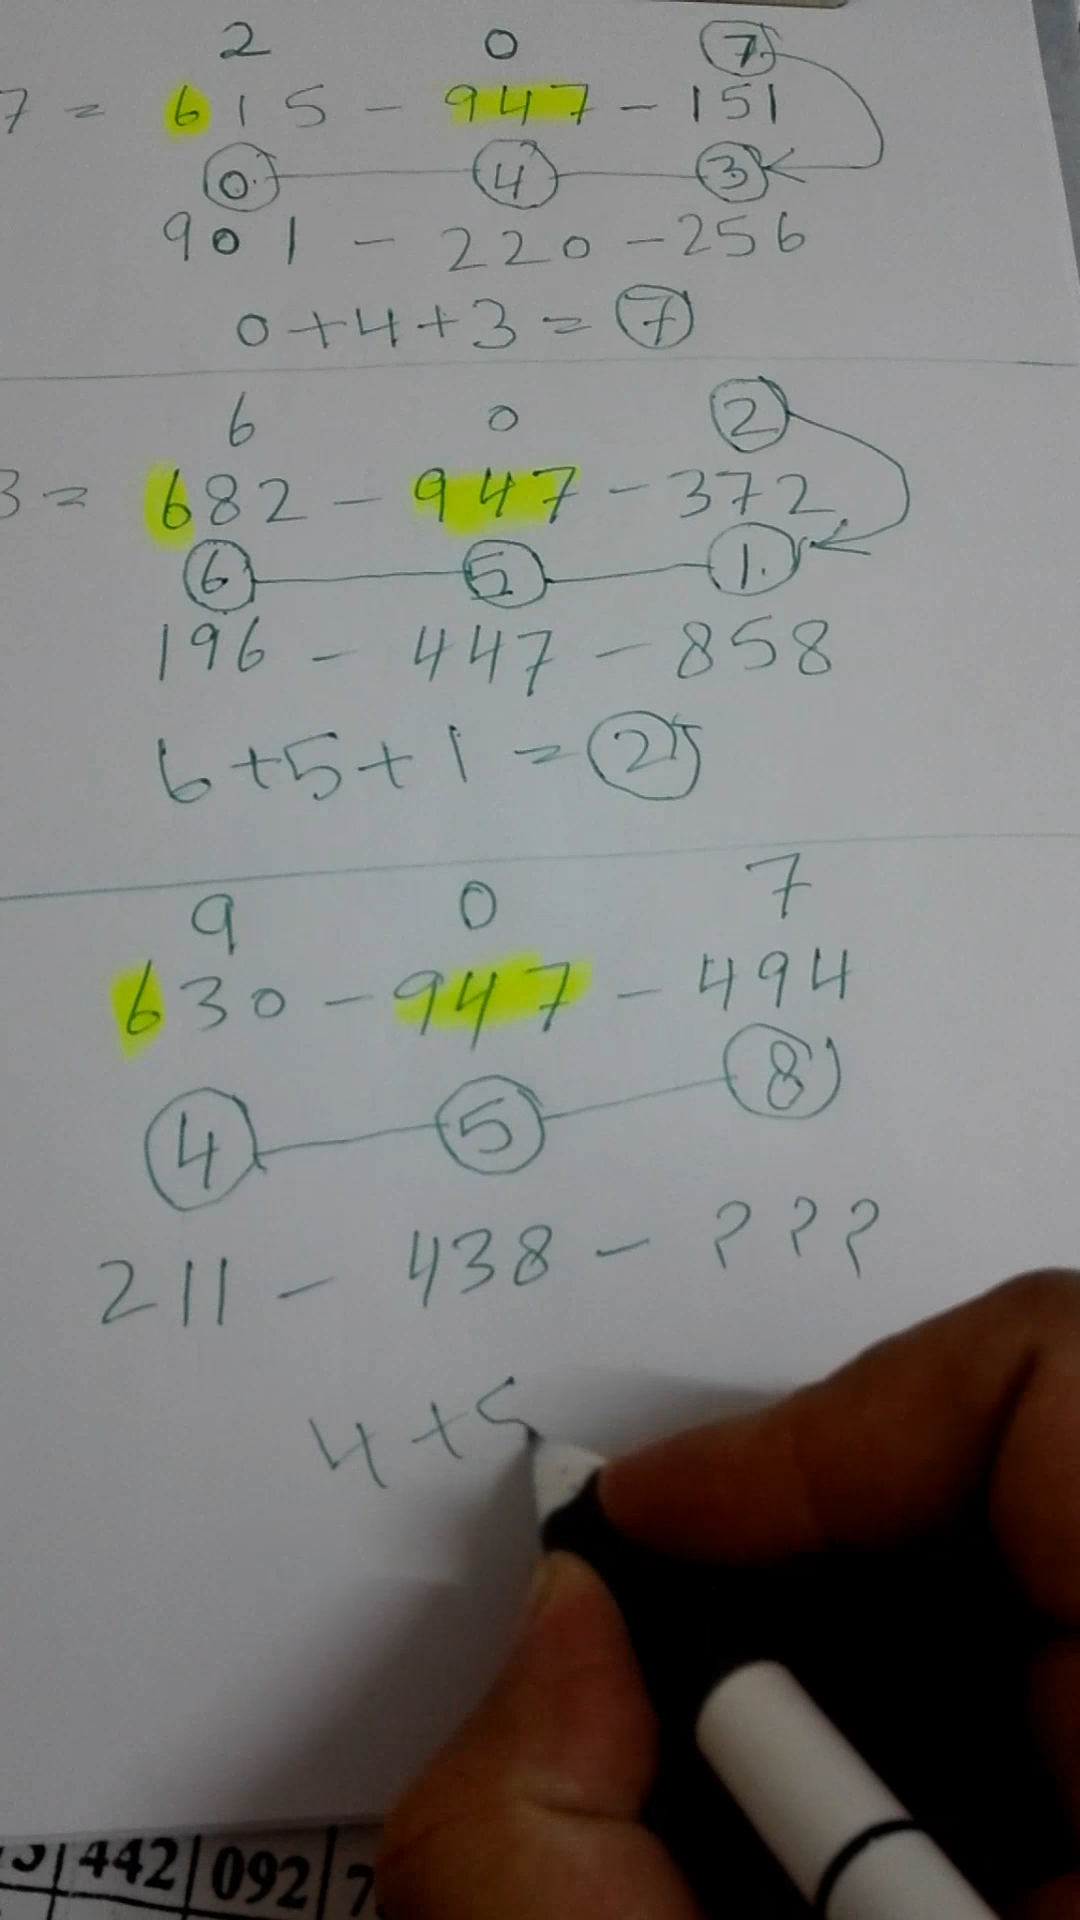 2 0 7
7 = 615 - 947 - 151
0 4 3
901 - 220 - 256
0 + 4 + 3 = 7
6 0 2
3 = 682 - 947 - 372
6 5 1
196 - 447 - 858
6 + 5 + 1 = 2
9 0 7
630 - 947 - 494
4 5 8
211 - 438 - ? ? ?
4 + 5
442 092 7